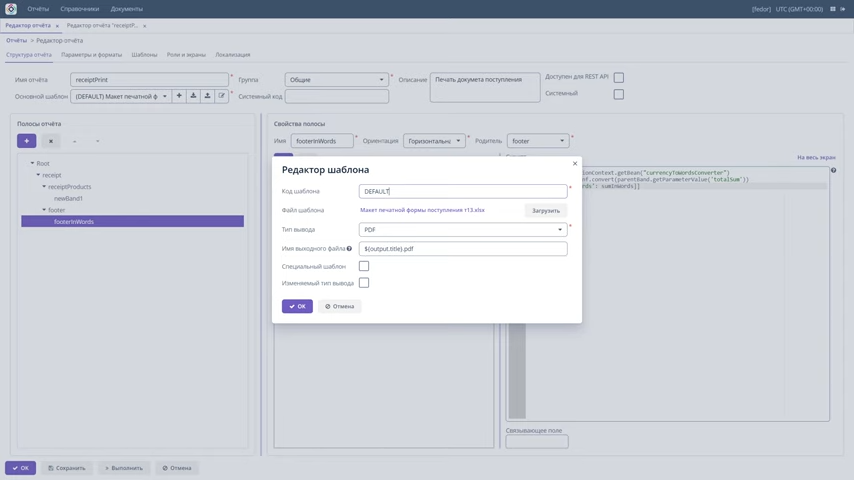 Отчёты Справочники Документы [fedor] UTC (GMT+00:00)
Редактор отчёта × Редактор отчёта "receiptP... ×
Отчёты > Редактор отчёта
Структура отчёта Параметры и форматы Шаблоны Роли и экраны Локализация
Имя отчёта receiptPrint * Группа Общие Описание Печать докумета поступления Доступен для REST API
Основной шаблон (DEFAULT) Макет печатной ф * Системный код Системный
Полосы отчёта Свойства полосы
Имя footerInWords * Ориентация Горизонтальна * Родитель footer *
На весь экран
Root
receipt
receiptProducts
newBand1
footer
footerInWords
ionContext.getBean("currencyToWordsConverter")
nf.convert(parentBand.getParameterValue('totalSum'))
rds': sumInWords]]
Редактор шаблона
Код шаблона DEFAULT *
Файл шаблона Макет печатной формы поступления т13.xlsx Загрузить
Тип вывода PDF *
Имя выходного файла ${output.title}.pdf
Специальный шаблон
Изменяемый тип вывода
OK Отмена
Связывающее поле
OK Сохранить > Выполнить Отмена